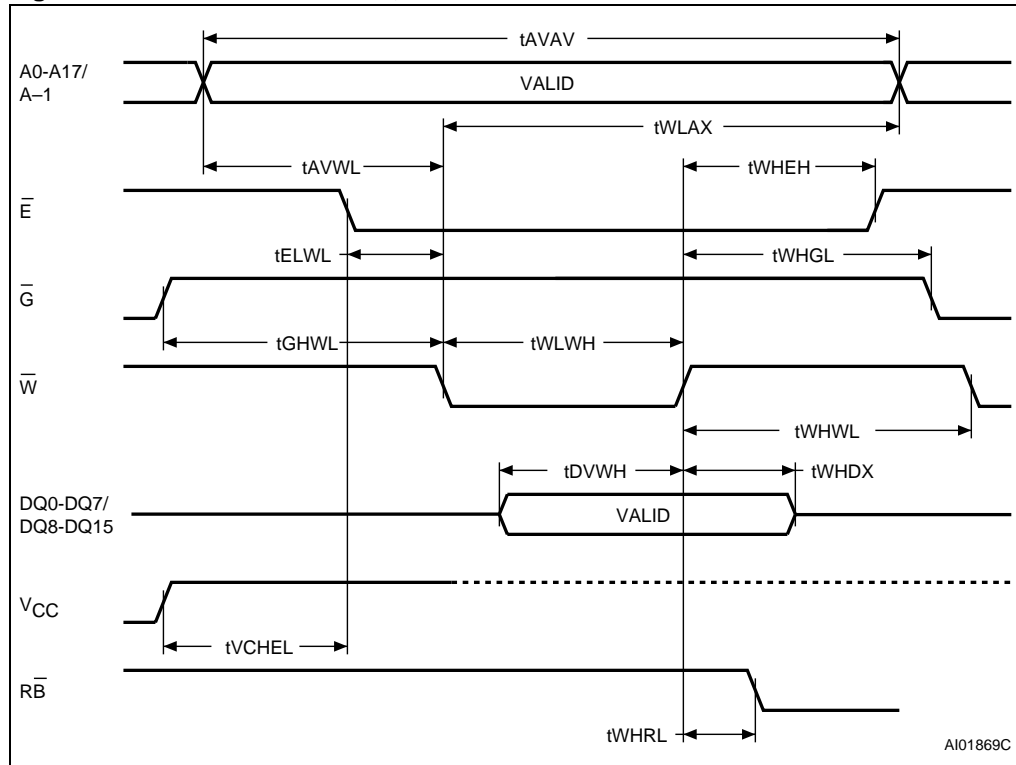 tAVAV
A0-A17/
A–1
VALID
tWLAX
tAVWL
tWHEH
E̅
tELWL
tWHGL
G̅
tGHWL
tWLWH
W̅
tWHWL
tDVWH
tWHDX
DQ0-DQ7/
DQ8-DQ15
VALID
VCC
tVCHEL
RB̅
tWHRL
AI01869C